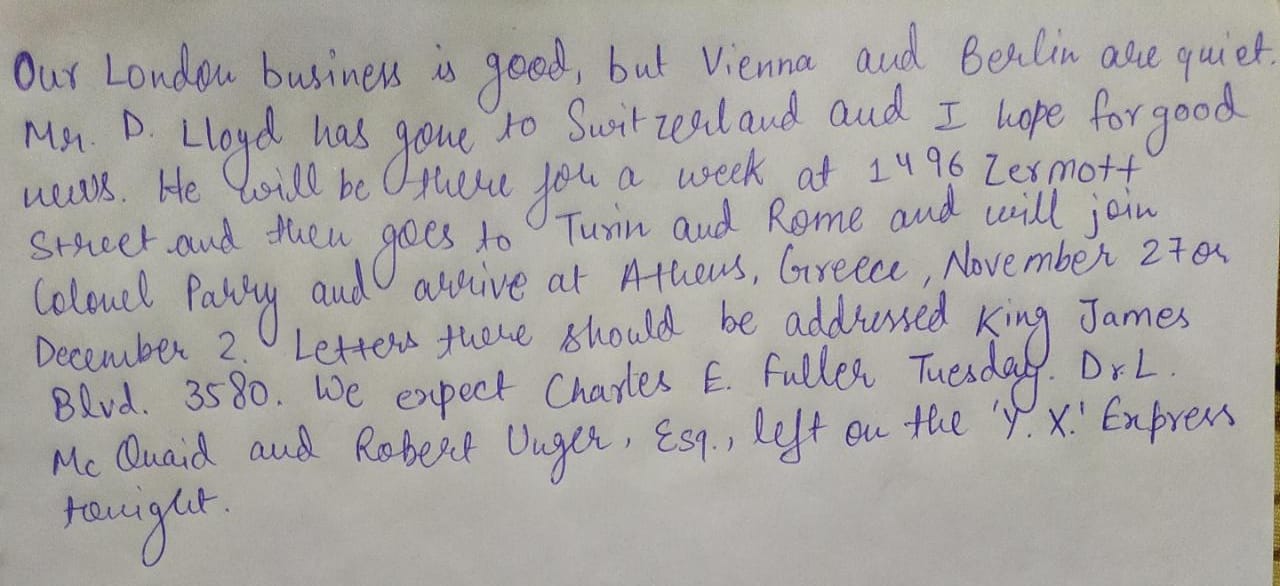 Our London business is good, but Vienna and Berlin are quiet.
Mr. D. Lloyd has gone to Switzerland and I hope for good
news. He will be there for a week at 1496 Zermott
Street and then goes to Turin and Rome and will join
Colonel Parry and arrive at Athens, Greece, November 27 or
December 2. Letters there should be addressed King James
Blvd. 3580. We expect Charles E. Fuller Tuesday. Dr. L.
Mc Quaid and Robert Unger, Esq., left on the 'Y. X.' Express
tonight.